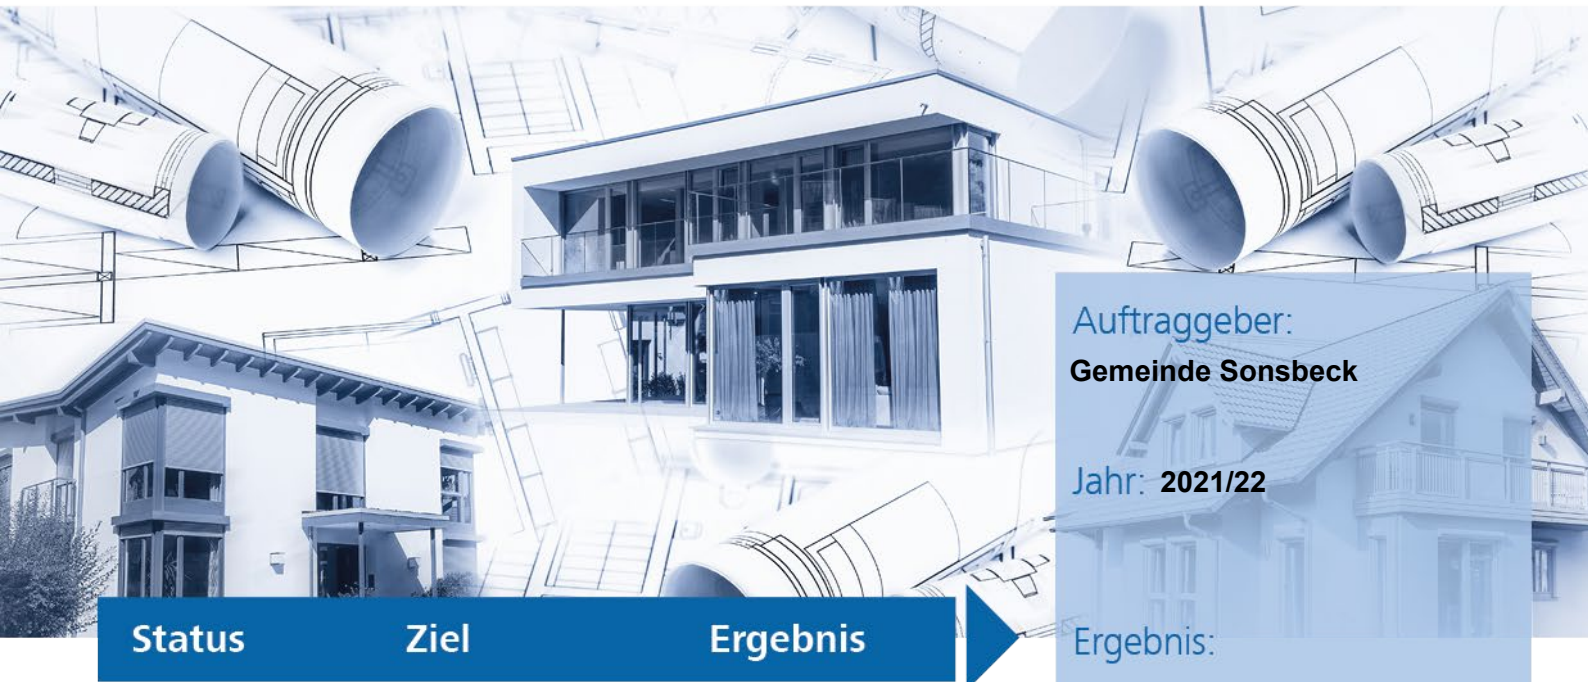 Auftraggeber:
Gemeinde Sonsbeck
Jahr: 2021/22
Status Ziel Ergebnis
Ergebnis: